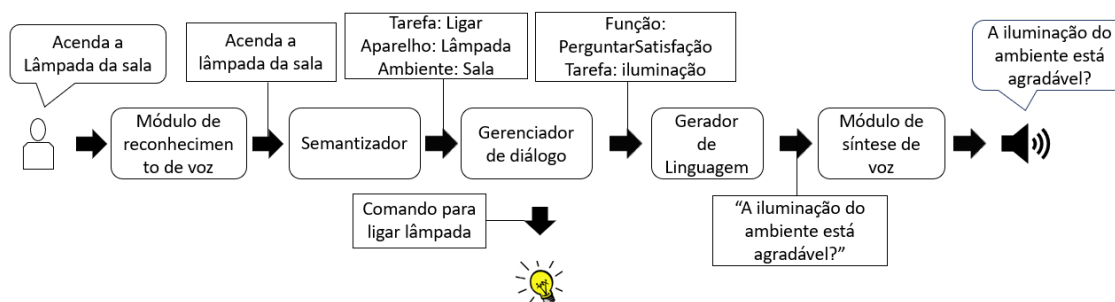 Acenda a
Lâmpada da sala
Acenda a
lâmpada da sala
Tarefa: Ligar
Aparelho: Lâmpada
Ambiente: Sala
Função:
PerguntarSatisfação
Tarefa: iluminação
A iluminação do
ambiente está
agradável?
Módulo de
reconhecimen
to de voz
Semantizador
Gerenciador
de diálogo
Gerador
de
Linguagem
Módulo de
síntese de
voz
Comando para
ligar lâmpada
“A iluminação do
ambiente está
agradável?”